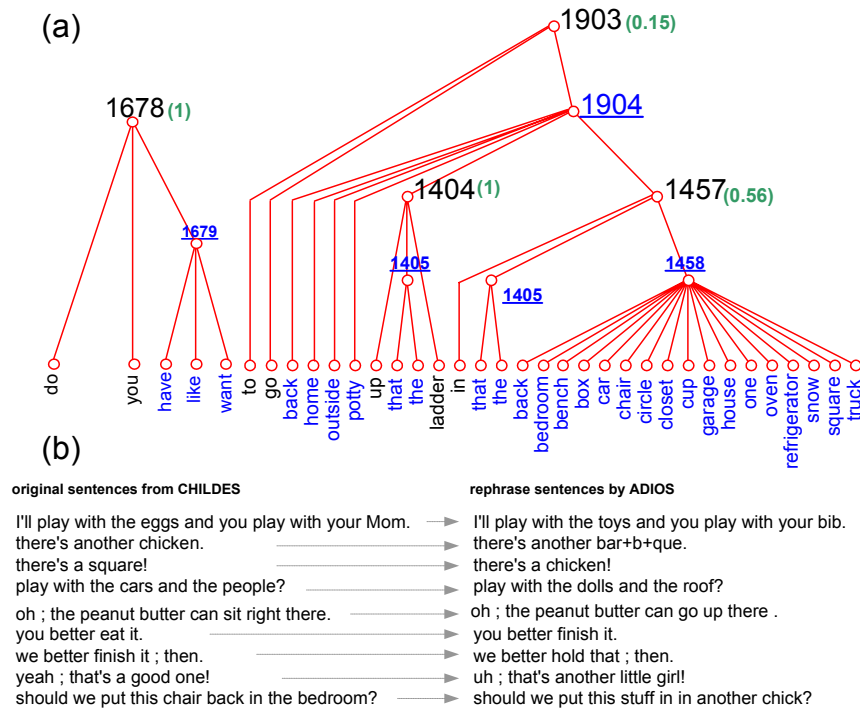 (a)
1903 (0.15)
1678 (1)
1904
1404 (1)
1457 (0.56)
1679
1405
1458
1405
do
you
have
like
want
to
go
back
home
outside
potty
up
that
the
ladder
in
that
the
back
bedroom
bench
box
car
chair
circle
closet
cup
garage
house
one
oven
refrigerator
snow
square
truck
(b)
original sentences from CHILDES
rephrase sentences by ADIOS
I'll play with the eggs and you play with your Mom.
I'll play with the toys and you play with your bib.
there's another chicken.
there's another bar+b+que.
there's a square!
there's a chicken!
play with the cars and the people?
play with the dolls and the roof?
oh ; the peanut butter can sit right there.
oh ; the peanut butter can go up there .
you better eat it.
you better finish it.
we better finish it ; then.
we better hold that ; then.
yeah ; that's a good one!
uh ; that's another little girl!
should we put this chair back in the bedroom?
should we put this stuff in in another chick?